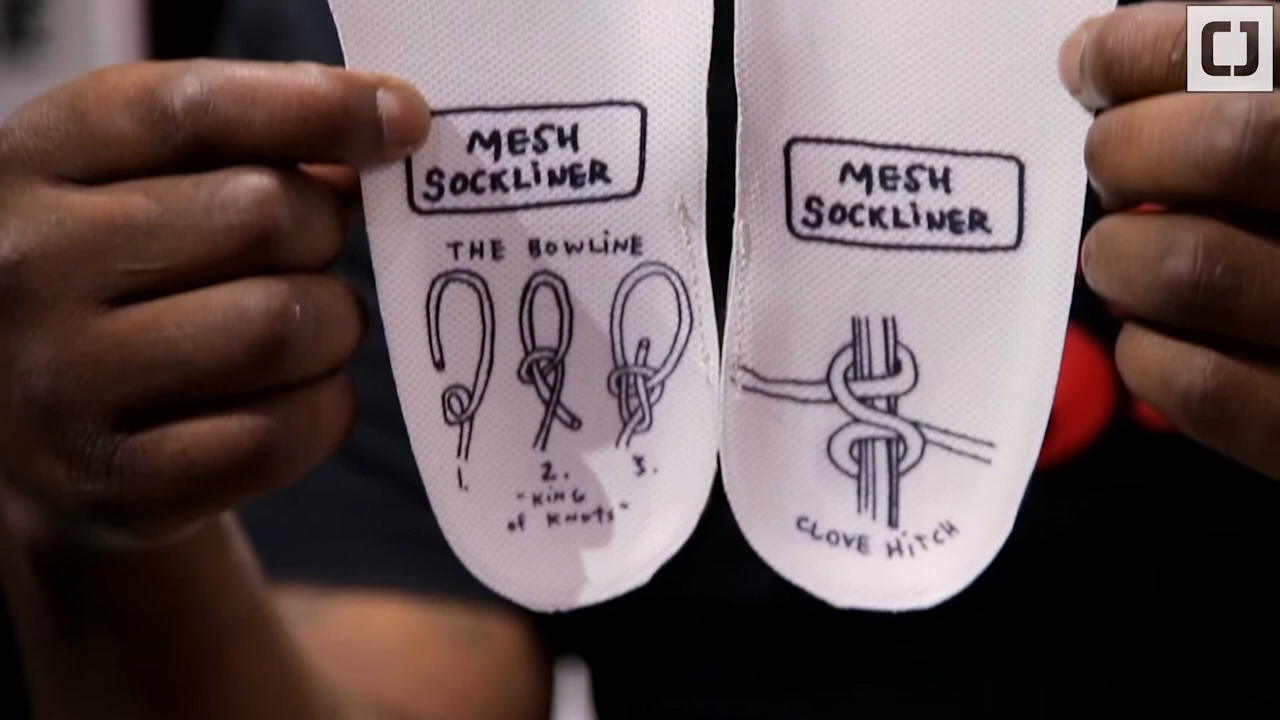 CJ
MESH
SOCKLiNER
THE BOWLiNE
1.
2.
3.
"KiNG
of KNOTS"
MESH
SOCKLiNER
CLOVE HiTCH